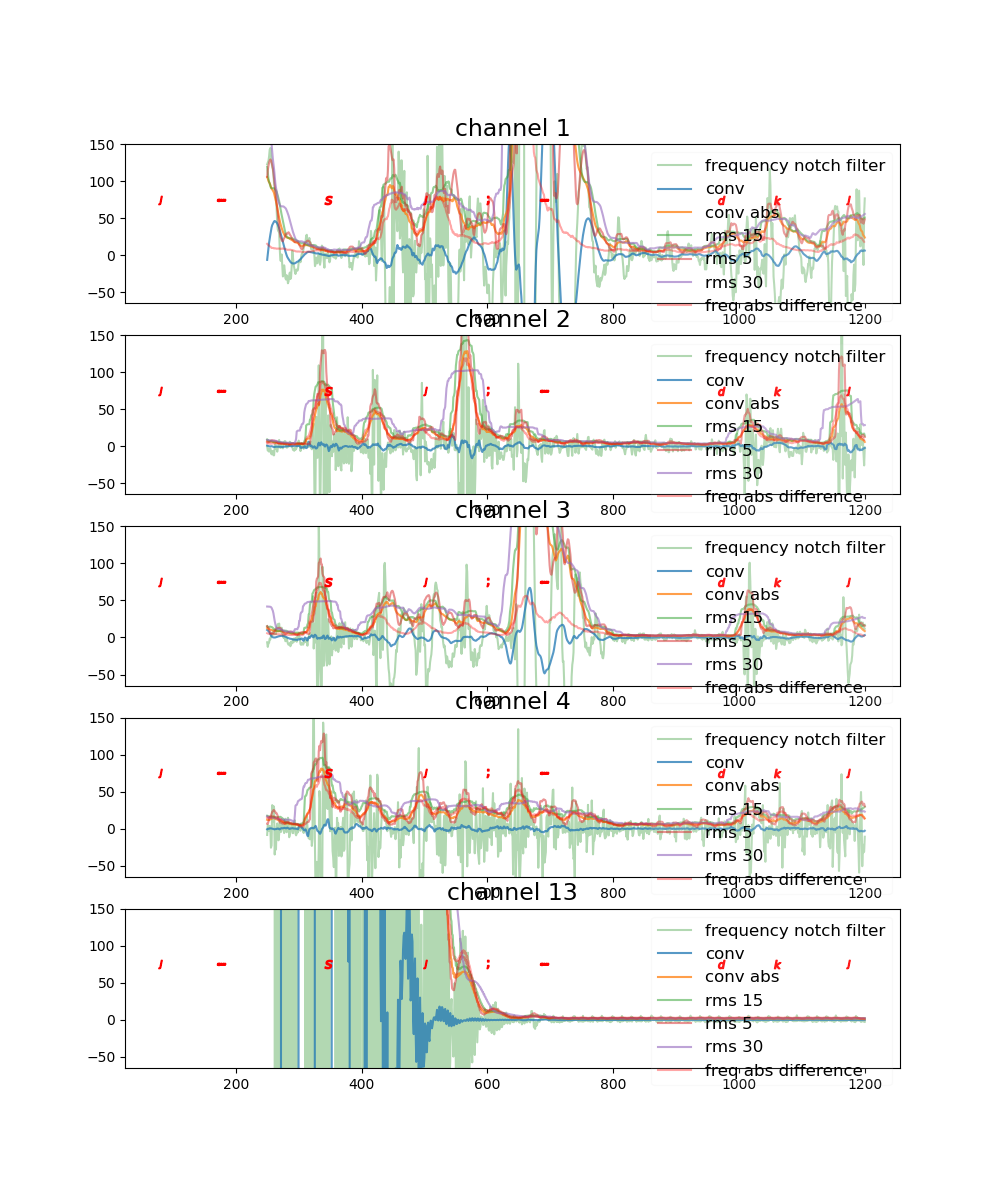 channel 1
150
100
50
0
−50
J - S J ; - d k J
frequency notch filter
conv
conv abs
rms 15
rms 5
rms 30
freq abs difference
200 400 600 800 1000 1200
channel 2
150
100
50
0
−50
J - S J ; - d k J
frequency notch filter
conv
conv abs
rms 15
rms 5
rms 30
freq abs difference
200 400 600 800 1000 1200
channel 3
150
100
50
0
−50
J - S J ; - d k J
frequency notch filter
conv
conv abs
rms 15
rms 5
rms 30
freq abs difference
200 400 600 800 1000 1200
channel 4
150
100
50
0
−50
J - S J ; - d k J
frequency notch filter
conv
conv abs
rms 15
rms 5
rms 30
freq abs difference
200 400 600 800 1000 1200
channel 13
150
100
50
0
−50
J - S J ; - d k J
frequency notch filter
conv
conv abs
rms 15
rms 5
rms 30
freq abs difference
200 400 600 800 1000 1200